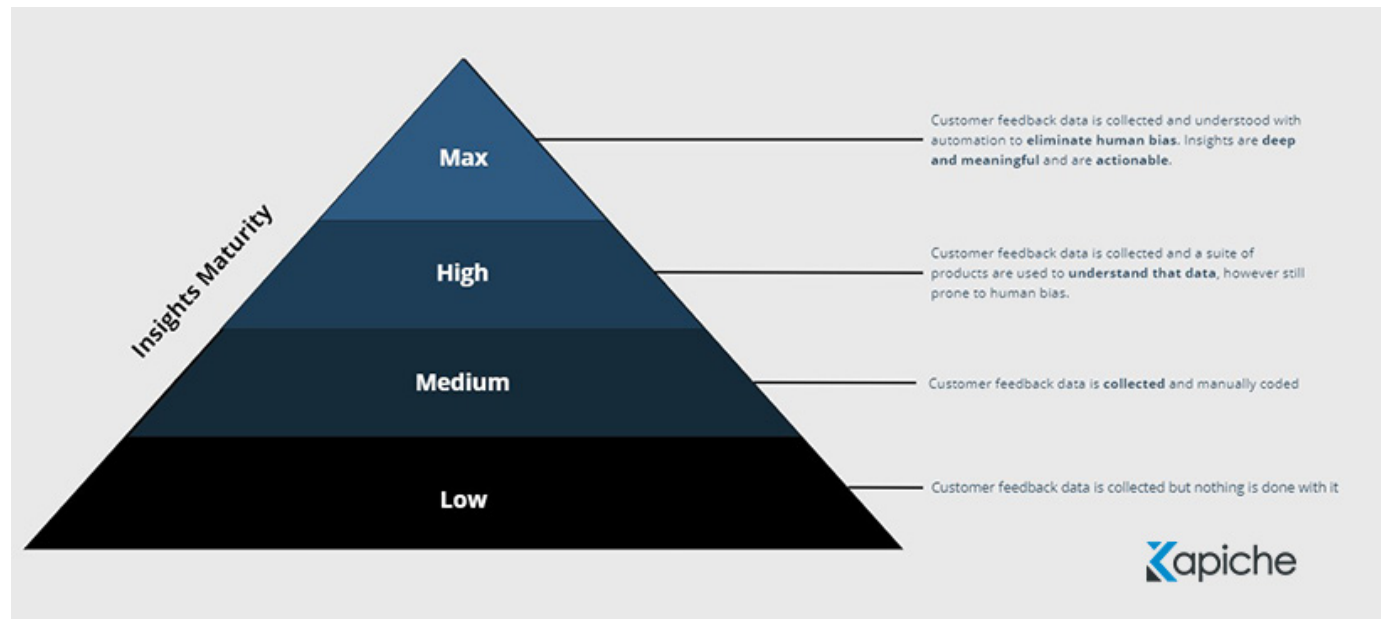 Insights Maturity
Max
Customer feedback data is collected and understood with
automation to eliminate human bias. Insights are deep
and meaningful and are actionable.
High
Customer feedback data is collected and a suite of
products are used to understand that data, however still
prone to human bias.
Medium
Customer feedback data is collected and manually coded
Low
Customer feedback data is collected but nothing is done with it
Kapiche